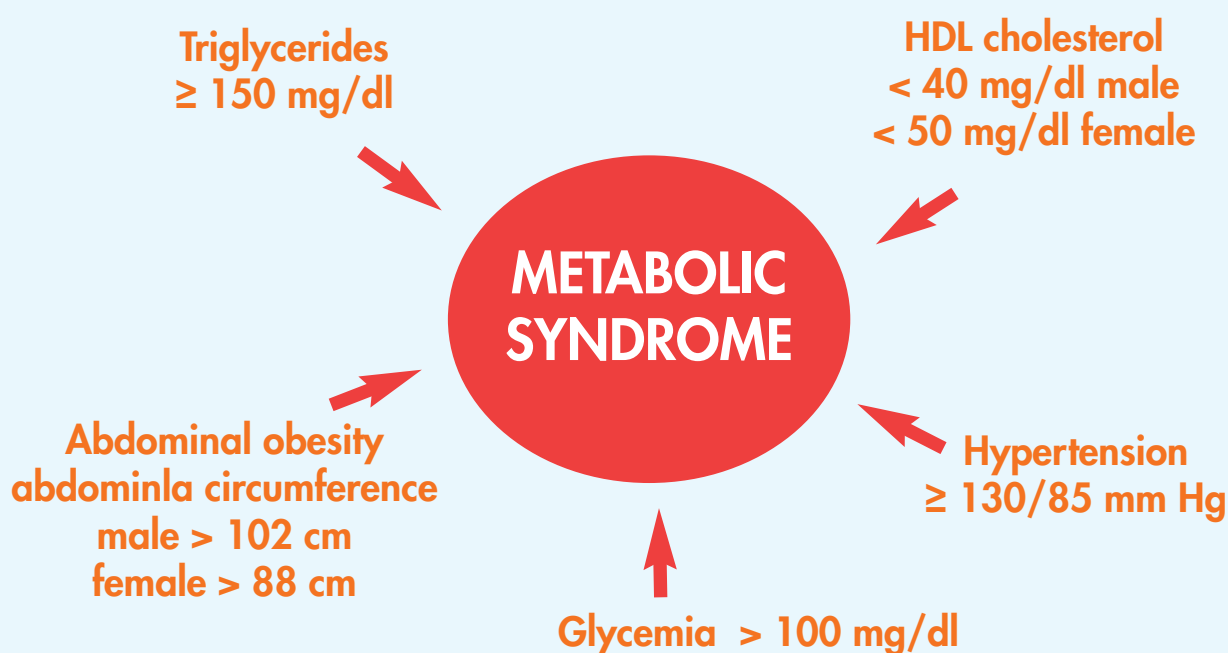 Triglycerides
≥ 150 mg/dl
HDL cholesterol
< 40 mg/dl male
< 50 mg/dl female
METABOLIC
SYNDROME
Abdominal obesity
abdominla circumference
male > 102 cm
female > 88 cm
Hypertension
≥ 130/85 mm Hg
Glycemia > 100 mg/dl